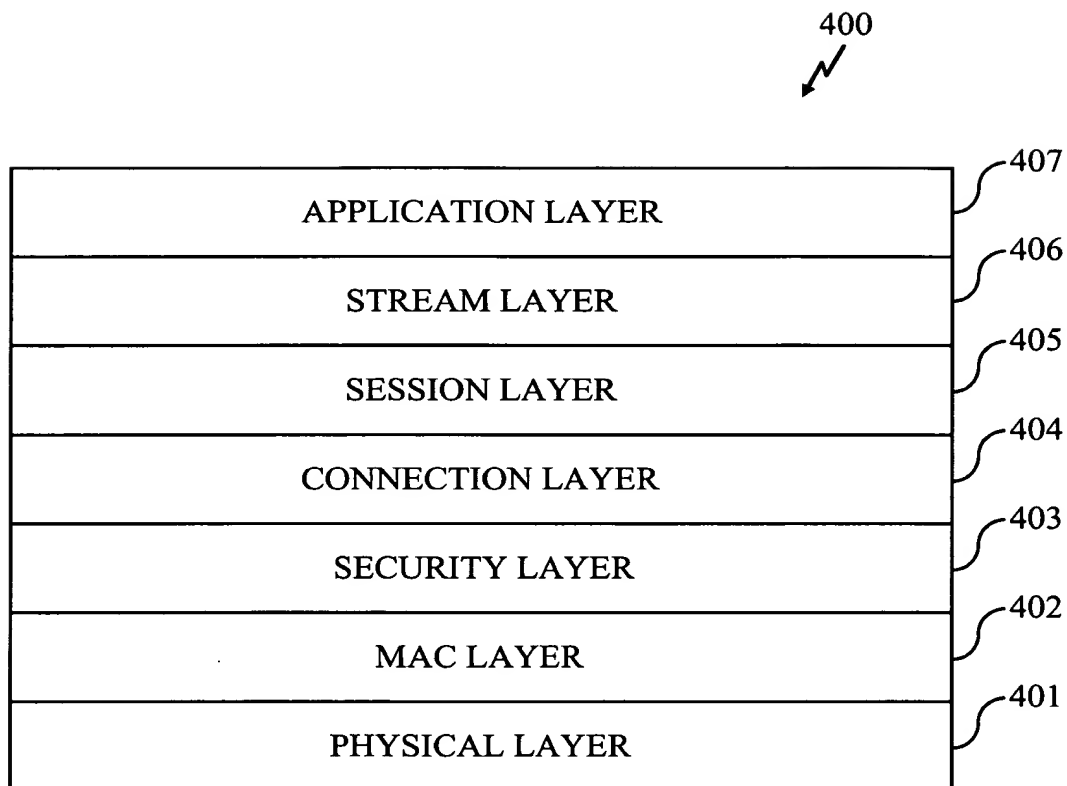 400
APPLICATION LAYER
407
STREAM LAYER
406
SESSION LAYER
405
CONNECTION LAYER
404
SECURITY LAYER
403
MAC LAYER
402
PHYSICAL LAYER
401